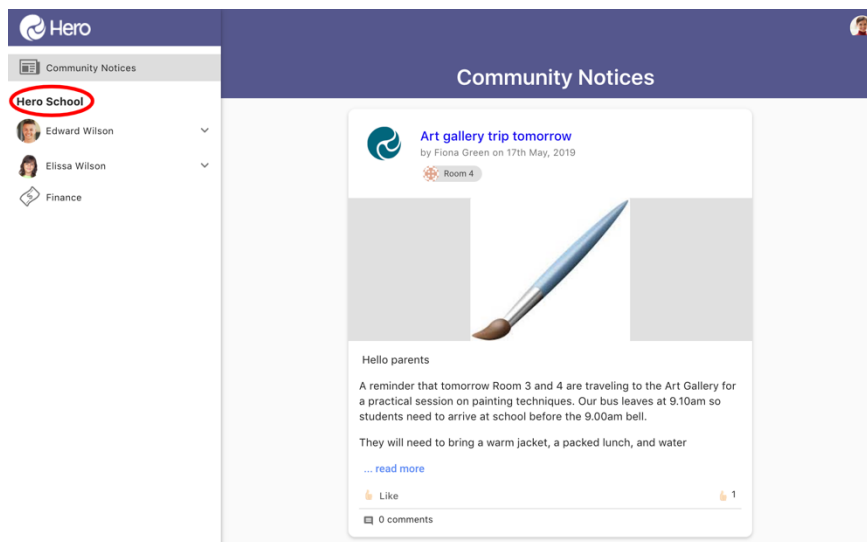 Hero
Community Notices
Hero School
Edward Wilson
Elissa Wilson
Finance
Community Notices
Art gallery trip tomorrow
by Fiona Green on 17th May, 2019
Room 4
Hello parents
A reminder that tomorrow Room 3 and 4 are traveling to the Art Gallery for
a practical session on painting techniques. Our bus leaves at 9.10am so
students need to arrive at school before the 9.00am bell.
They will need to bring a warm jacket, a packed lunch, and water
... read more
Like
1
0 comments